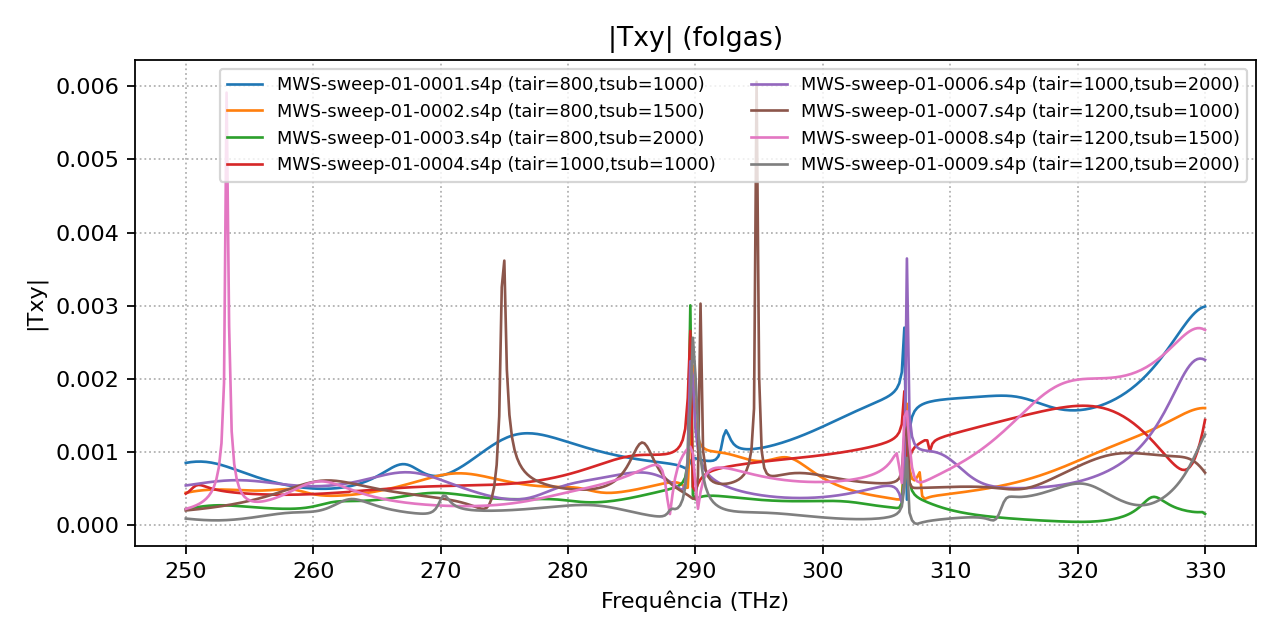 |Txy| (folgas)
MWS-sweep-01-0001.s4p (tair=800,tsub=1000)
MWS-sweep-01-0002.s4p (tair=800,tsub=1500)
MWS-sweep-01-0003.s4p (tair=800,tsub=2000)
MWS-sweep-01-0004.s4p (tair=1000,tsub=1000)
MWS-sweep-01-0006.s4p (tair=1000,tsub=2000)
MWS-sweep-01-0007.s4p (tair=1200,tsub=1000)
MWS-sweep-01-0008.s4p (tair=1200,tsub=1500)
MWS-sweep-01-0009.s4p (tair=1200,tsub=2000)
0.006
0.005
0.004
0.003
0.002
0.001
0.000
|Txy|
250 260 270 280 290 300 310 320 330
Frequência (THz)